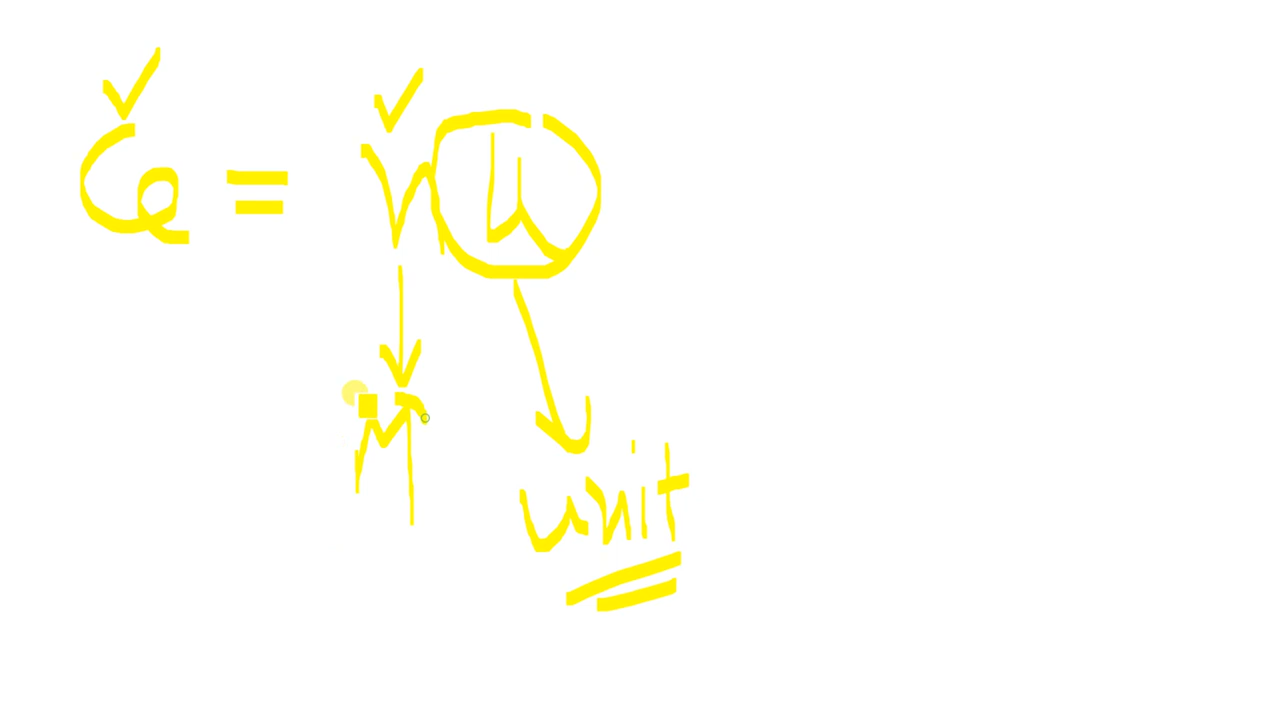 Q = nu
M
unit